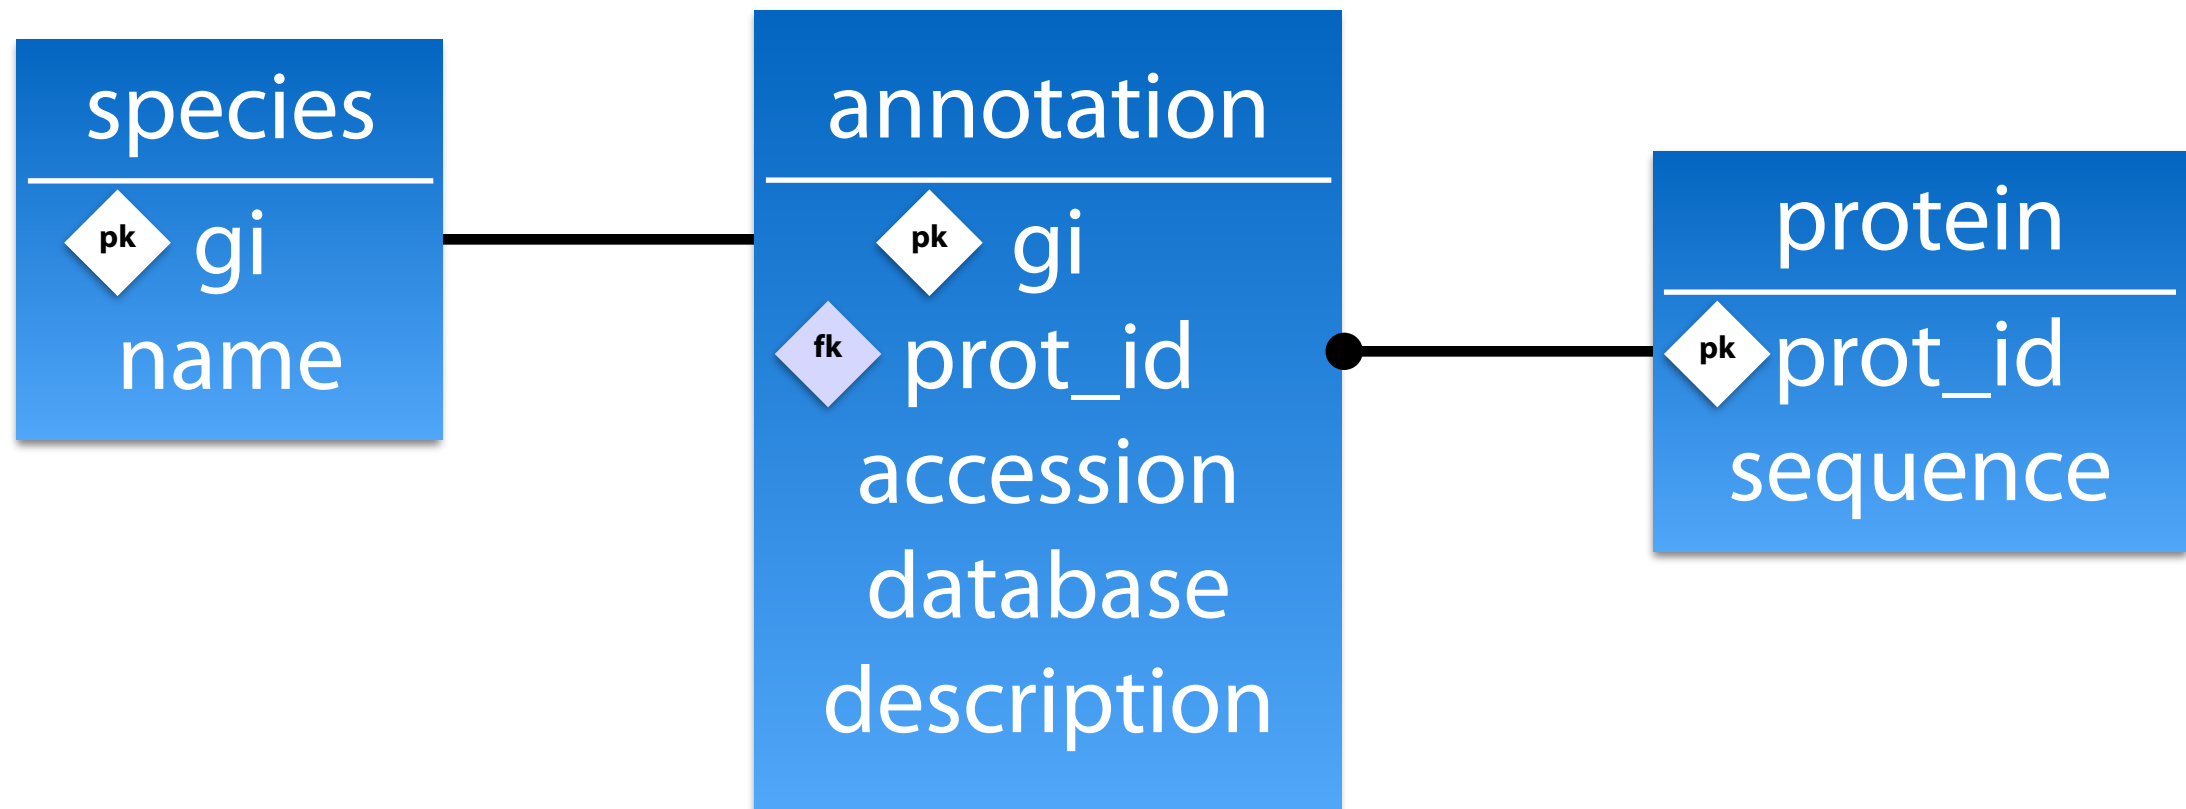 species
pk gi
name
annotation
pk gi
fk prot_id
accession
database
description
protein
pk prot_id
sequence